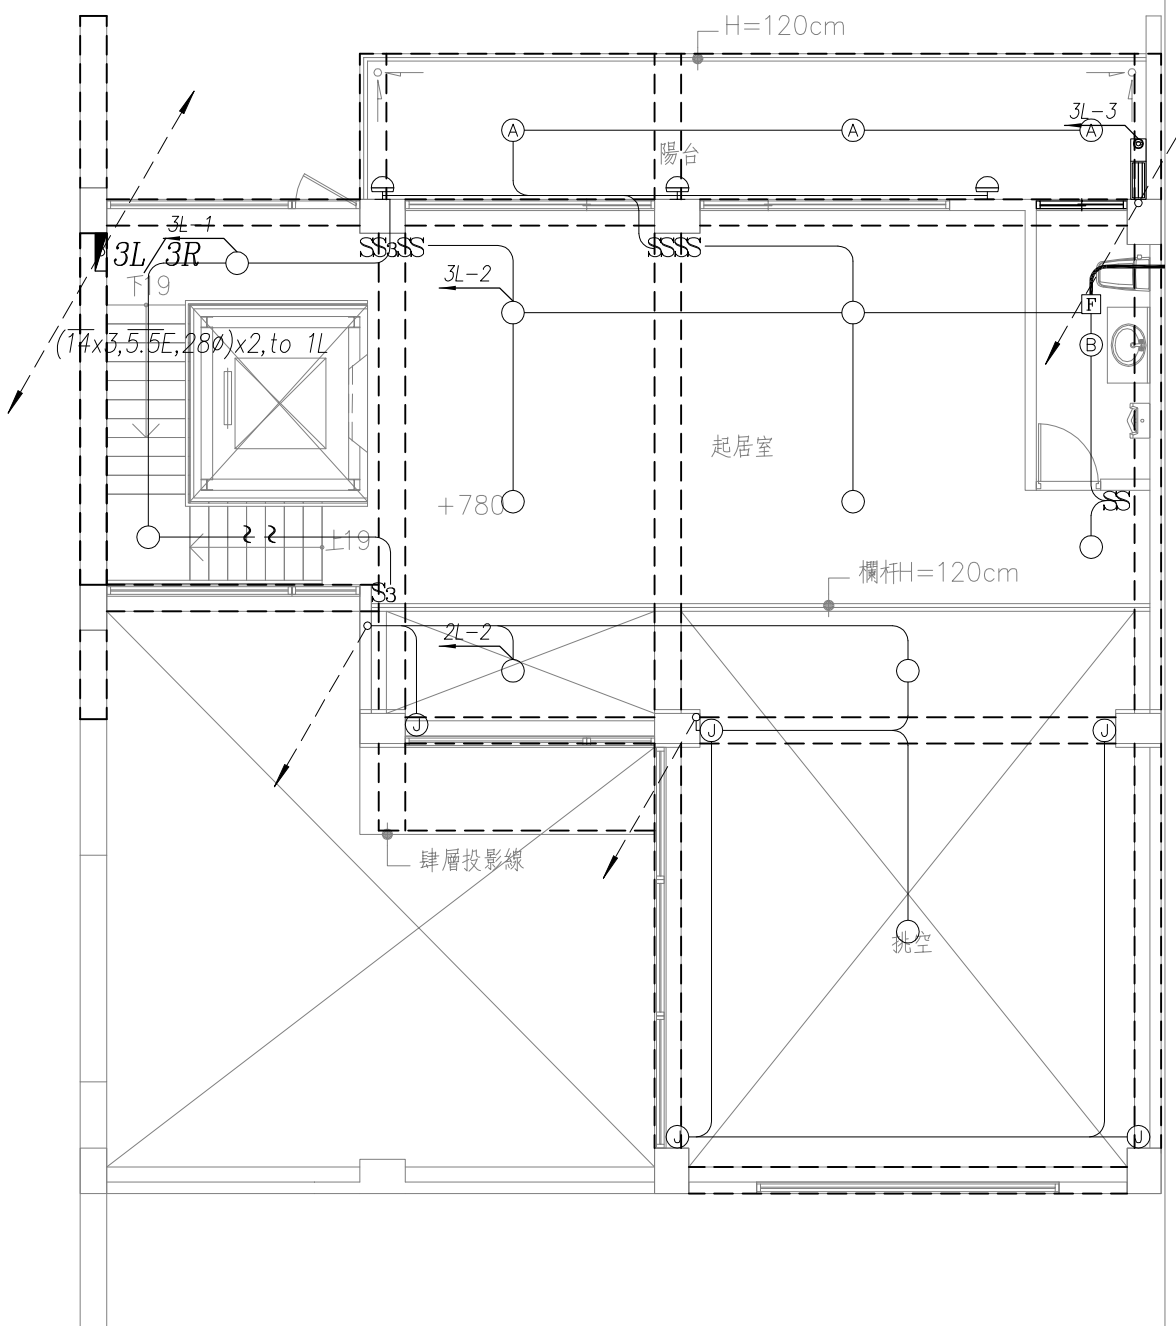 H=120cm
3L-3
A
A
A
陽台
3L-1
3L
3R
SS3SS
SSSS
下19
3L-2
F
(14x3,5.5E,28ø)x2,to 1L
B
起居室
+780
SS
上19
欄杆H=120cm
S3
2L-2
J
J
J
肆層投影線
挑空
J
J